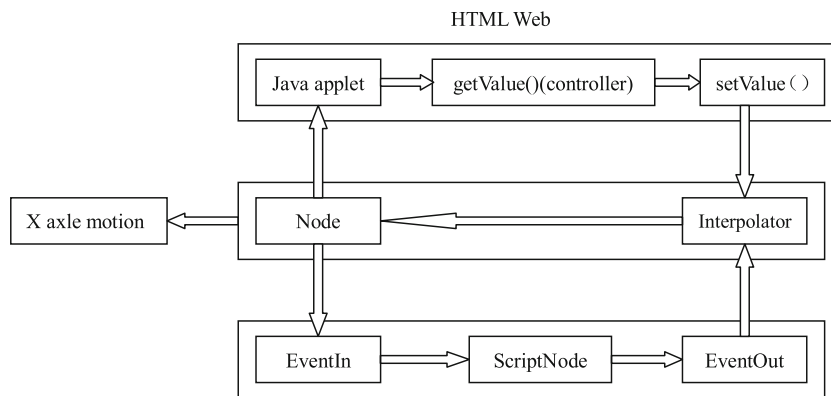 HTML Web
Java applet
getValue()(controller)
setValue（）
X axle motion
Node
Interpolator
EventIn
ScriptNode
EventOut